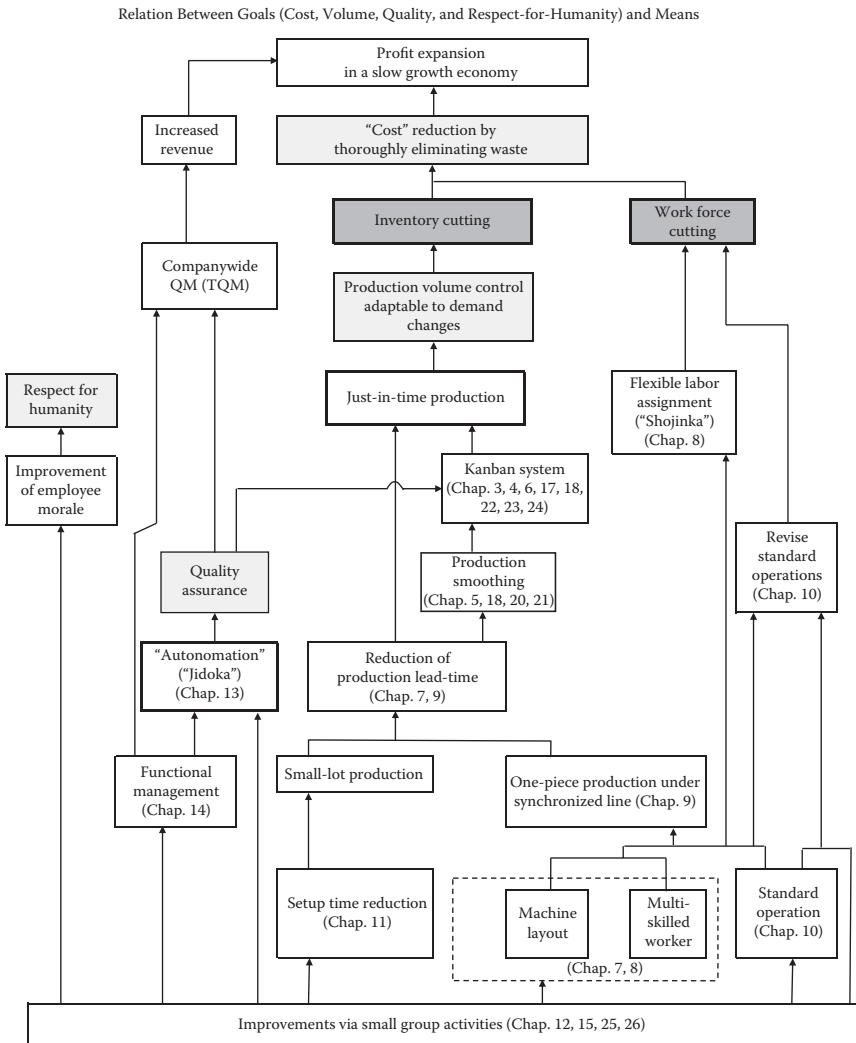 Relation Between Goals (Cost, Volume, Quality, and Respect-for-Humanity) and Means
Profit expansion
in a slow growth economy
Increased
revenue
“Cost” reduction by
thoroughly eliminating waste
Inventory cutting
Work force
cutting
Companywide
QM (TQM)
Production volume control
adaptable to demand
changes
Respect for
humanity
Just-in-time production
Flexible labor
assignment
(“Shojinka”)
(Chap. 8)
Improvement
of employee
morale
Kanban system
(Chap. 3, 4, 6, 17, 18,
22, 23, 24)
Quality
assurance
Production
smoothing
(Chap. 5, 18, 20, 21)
Revise
standard
operations
(Chap. 10)
“Autonomation”
(“Jidoka”)
(Chap. 13)
Reduction of
production lead-time
(Chap. 7, 9)
Functional
management
(Chap. 14)
Small-lot production
One-piece production under
synchronized line (Chap. 9)
Setup time reduction
(Chap. 11)
Machine
layout
Multi-
skilled
worker
(Chap. 7, 8)
Standard
operation
(Chap. 10)
Improvements via small group activities (Chap. 12, 15, 25, 26)